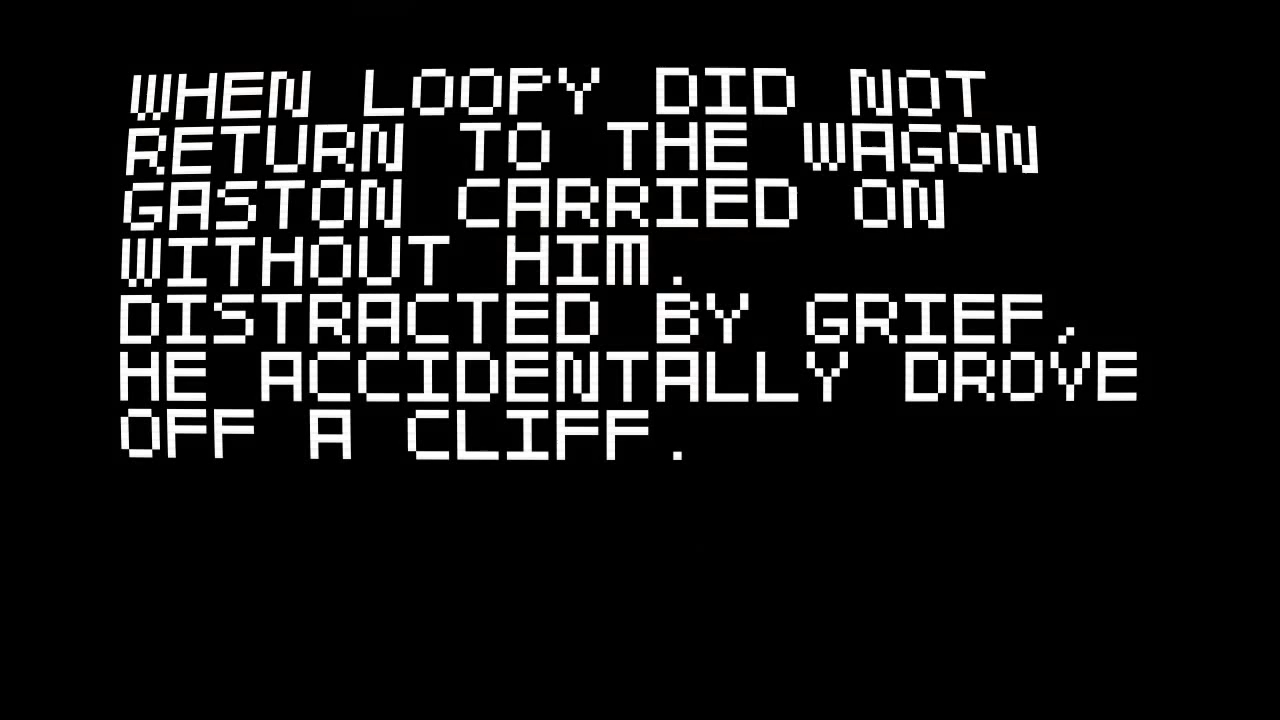 WHEN LOOPY DID NOT
RETURN TO THE WAGON
GASTON CARRIED ON
WITHOUT HIM.
DISTRACTED BY GRIEF,
HE ACCIDENTALLY DROVE
OFF A CLIFF.